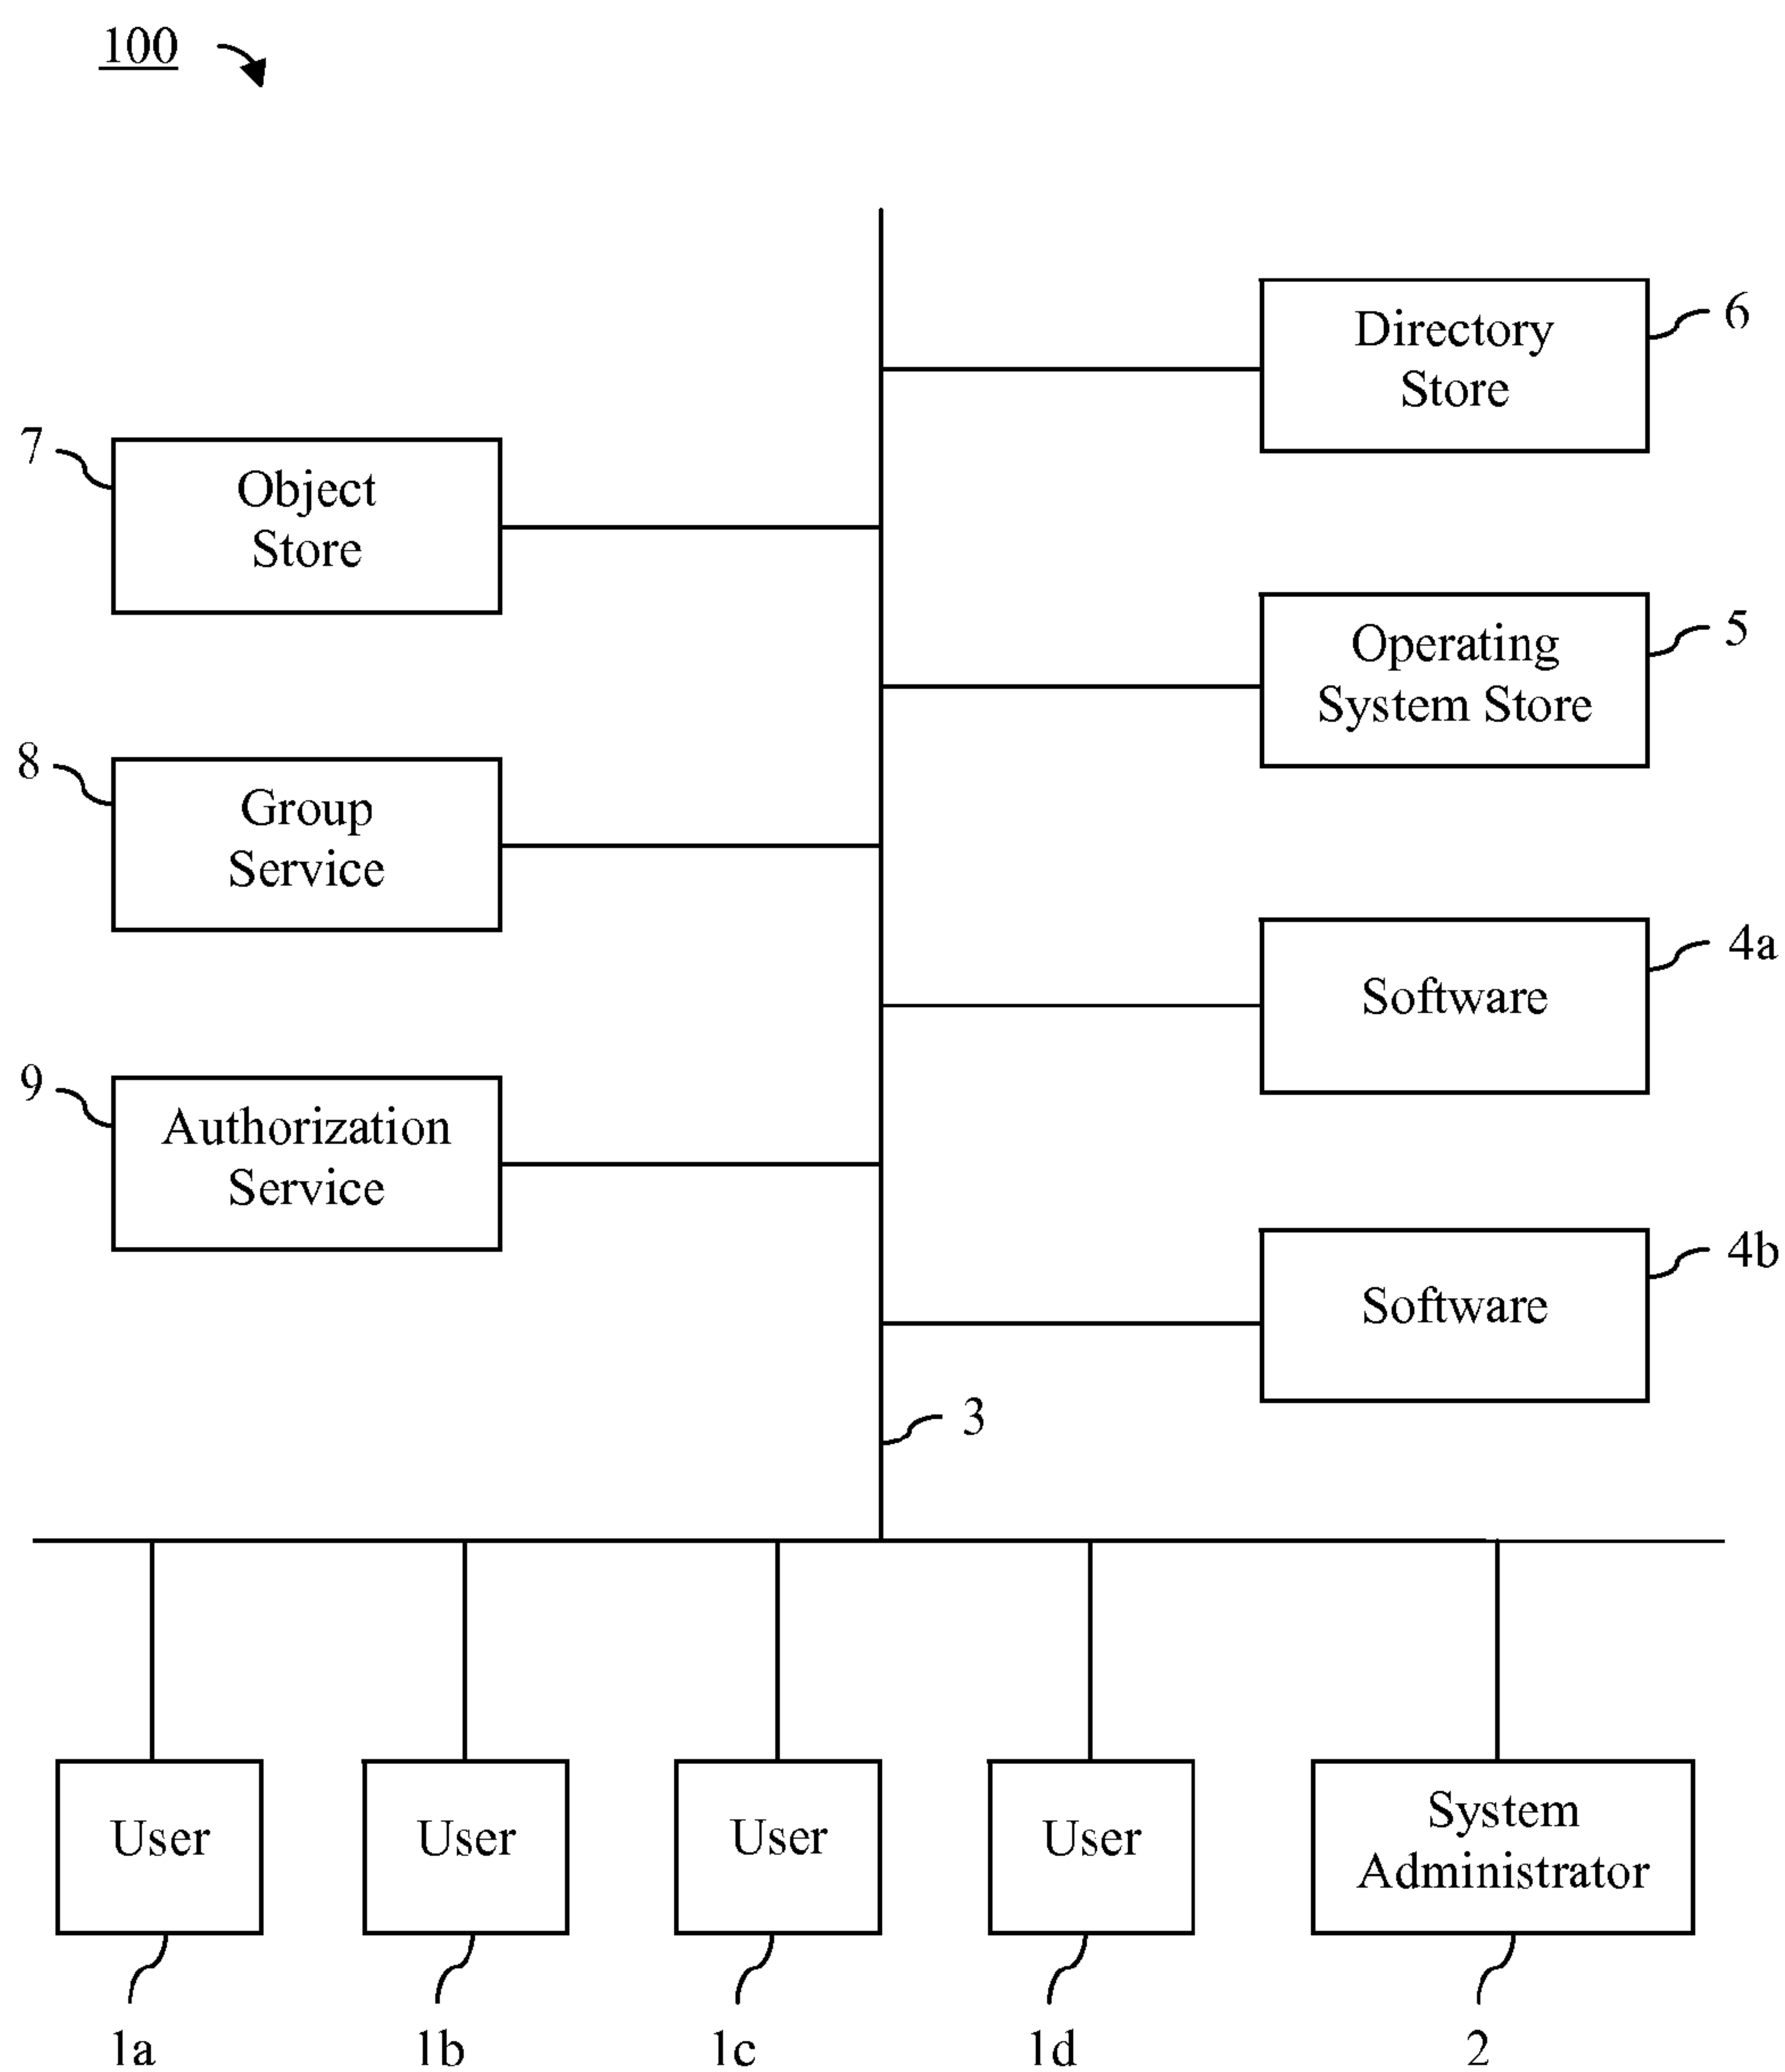 100
Directory
Store
6
7
Object
Store
Operating
System Store
5
8
Group
Service
Software
4a
9
Authorization
Service
Software
4b
3
User
User
User
User
System
Administrator
1a
1b
1c
1d
2